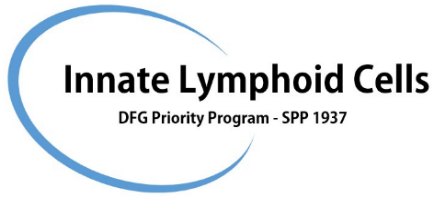 Innate Lymphoid Cells
DFG Priority Program - SPP 1937